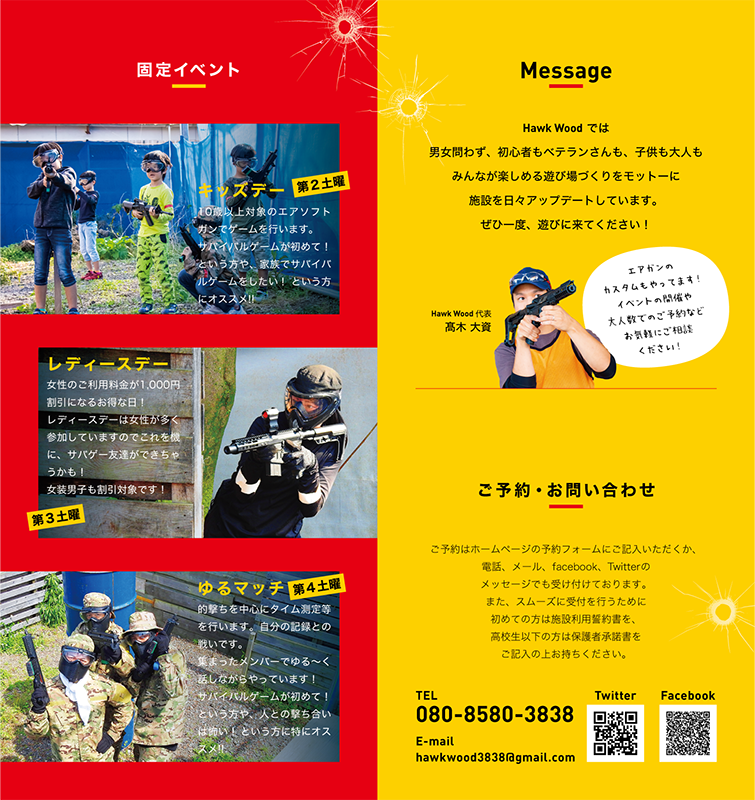 固定イベント
キッズデー
第2土曜
10歳以上対象のエアソフト
ガンでゲームを行います。
サバイバルゲームが初めて！
という方や、家族でサバイバ
ルゲームをしたい！という方
にオススメ!!
レディースデー
女性のご利用料金が1,000円
割引になるお得な日！
レディースデーは女性が多く
参加していますのでこれを機
に、サバゲー友達ができちゃ
うかも！
女装男子も割引対象です！
第3土曜
ゆるマッチ
第4土曜
的撃ちを中心にタイム測定等
を行います。自分の記録との
戦いです。
集まったメンバーでゆる〜く
話しながらやっています！
サバイバルゲームが初めて！
という方や、人との撃ち合い
は怖い！という方に特にオス
スメ!!
Message
Hawk Wood では
男女問わず、初心者もベテランさんも、子供も大人も
みんなが楽しめる遊び場づくりをモットーに
施設を日々アップデートしています。
ぜひ一度、遊びに来てください！
エアガンの
カスタムもやってます！
イベントの開催や
大人数でのご予約など
お気軽にご相談
ください！
Hawk Wood 代表
髙木 大資
ご予約・お問い合わせ
ご予約はホームページの予約フォームにご記入いただくか、
電話、メール、facebook、Twitterの
メッセージでも受け付けております。
また、スムーズに受付を行うために
初めての方は施設利用誓約書を、
高校生以下の方は保護者承諾書を
ご記入の上お持ちください。
TEL
080-8580-3838
E-mail
hawkwood3838@gmail.com
Twitter
Facebook